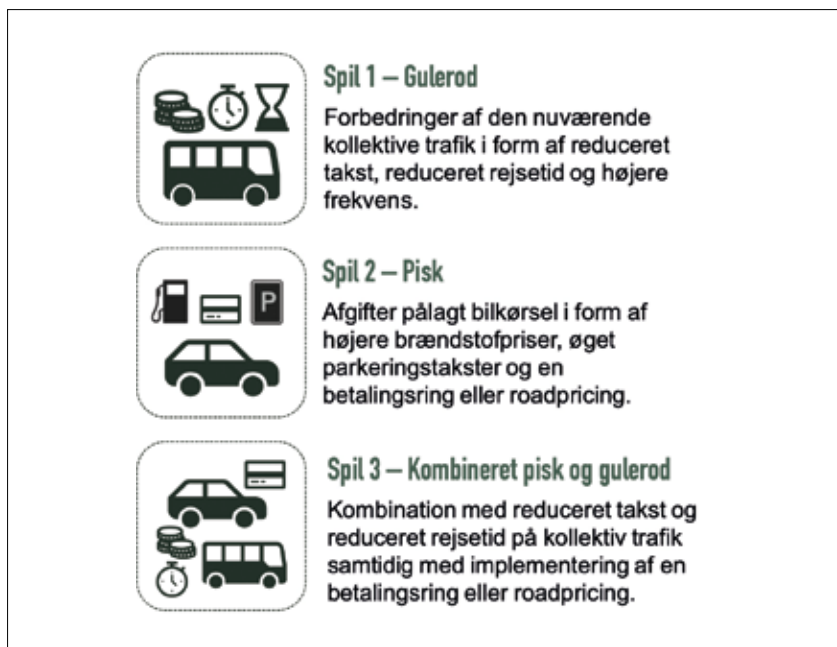 Spil 1 – Gulerod
Forbedringer af den nuværende
kollektive trafik i form af reduceret
takst, reduceret rejsetid og højere
frekvens.
P
Spil 2 – Pisk
Afgifter pålagt bilkørsel i form af
højere brændstofpriser, øget
parkeringstakster og en
betalingsring eller roadpricing.
Spil 3 – Kombineret pisk og gulerod
Kombination med reduceret takst og
reduceret rejsetid på kollektiv trafik
samtidig med implementering af en
betalingsring eller roadpricing.